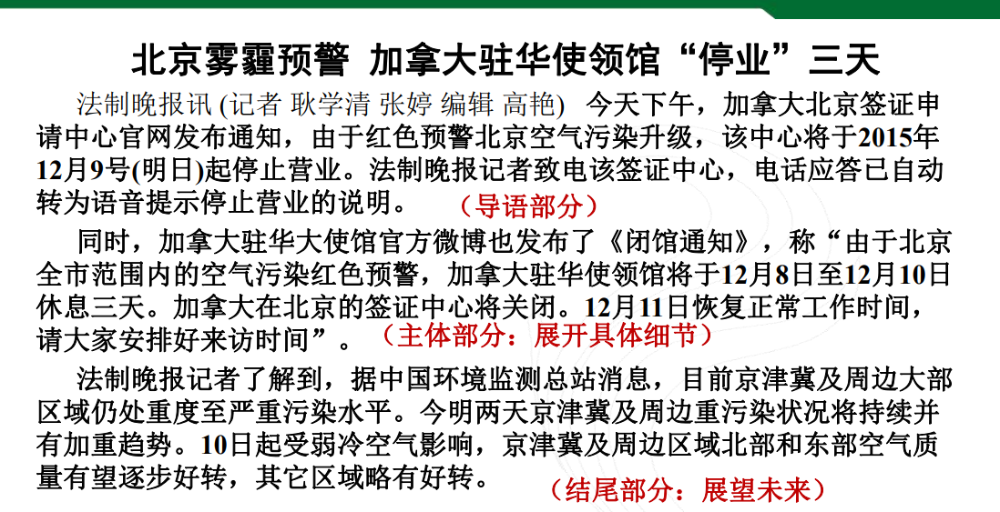 北京雾霾预警 加拿大驻华使领馆“停业”三天
法制晚报讯 (记者 耿学清 张婷 编辑 高艳) 今天下午，加拿大北京签证申
请中心官网发布通知，由于红色预警北京空气污染升级，该中心将于2015年
12月9号(明日)起停止营业。法制晚报记者致电该签证中心，电话应答已自动
转为语音提示停止营业的说明。 （导语部分）
同时，加拿大驻华大使馆官方微博也发布了《闭馆通知》，称“由于北京
全市范围内的空气污染红色预警，加拿大驻华使领馆将于12月8日至12月10日
休息三天。加拿大在北京的签证中心将关闭。12月11日恢复正常工作时间，
请大家安排好来访时间”。 （主体部分：展开具体细节）
法制晚报记者了解到，据中国环境监测总站消息，目前京津冀及周边大部
区域仍处重度至严重污染水平。今明两天京津冀及周边重污染状况将持续并
有加重趋势。10日起受弱冷空气影响，京津冀及周边区域北部和东部空气质
量有望逐步好转，其它区域略有好转。 （结尾部分：展望未来）